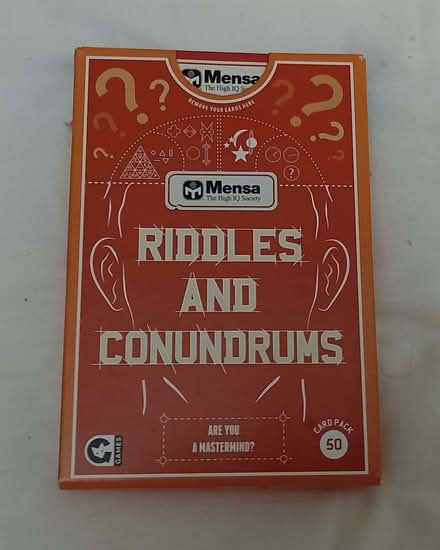 Mensa
The High IQ Society
REMOVE YOUR CARDS HERE
?
Mensa
The High IQ Society
RIDDLES
AND
CONUNDRUMS
ARE YOU
A MASTERMIND?
CARD PACK
50
GAMES